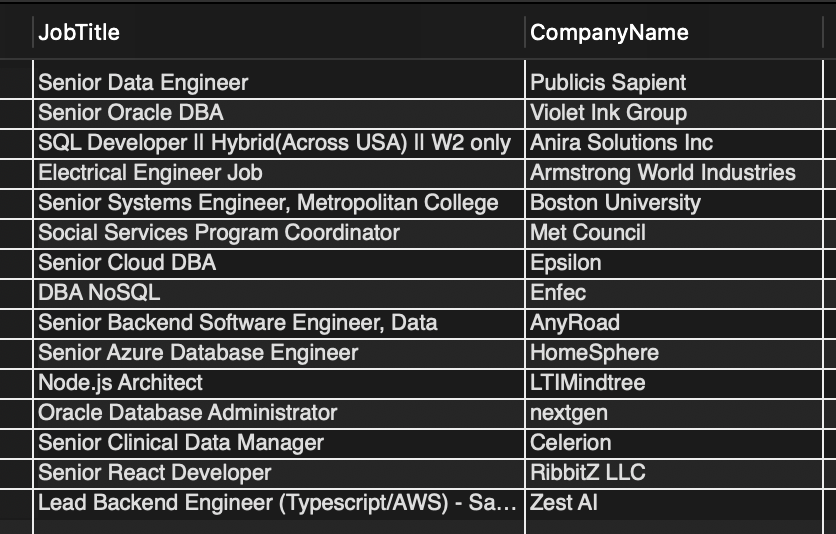 JobTitle CompanyName
Senior Data Engineer Publicis Sapient
Senior Oracle DBA Violet Ink Group
SQL Developer || Hybrid(Across USA) || W2 only Anira Solutions Inc
Electrical Engineer Job Armstrong World Industries
Senior Systems Engineer, Metropolitan College Boston University
Social Services Program Coordinator Met Council
Senior Cloud DBA Epsilon
DBA NoSQL Enfec
Senior Backend Software Engineer, Data AnyRoad
Senior Azure Database Engineer HomeSphere
Node.js Architect LTIMindtree
Oracle Database Administrator nextgen
Senior Clinical Data Manager Celerion
Senior React Developer RibbitZ LLC
Lead Backend Engineer (Typescript/AWS) - Sa... Zest AI